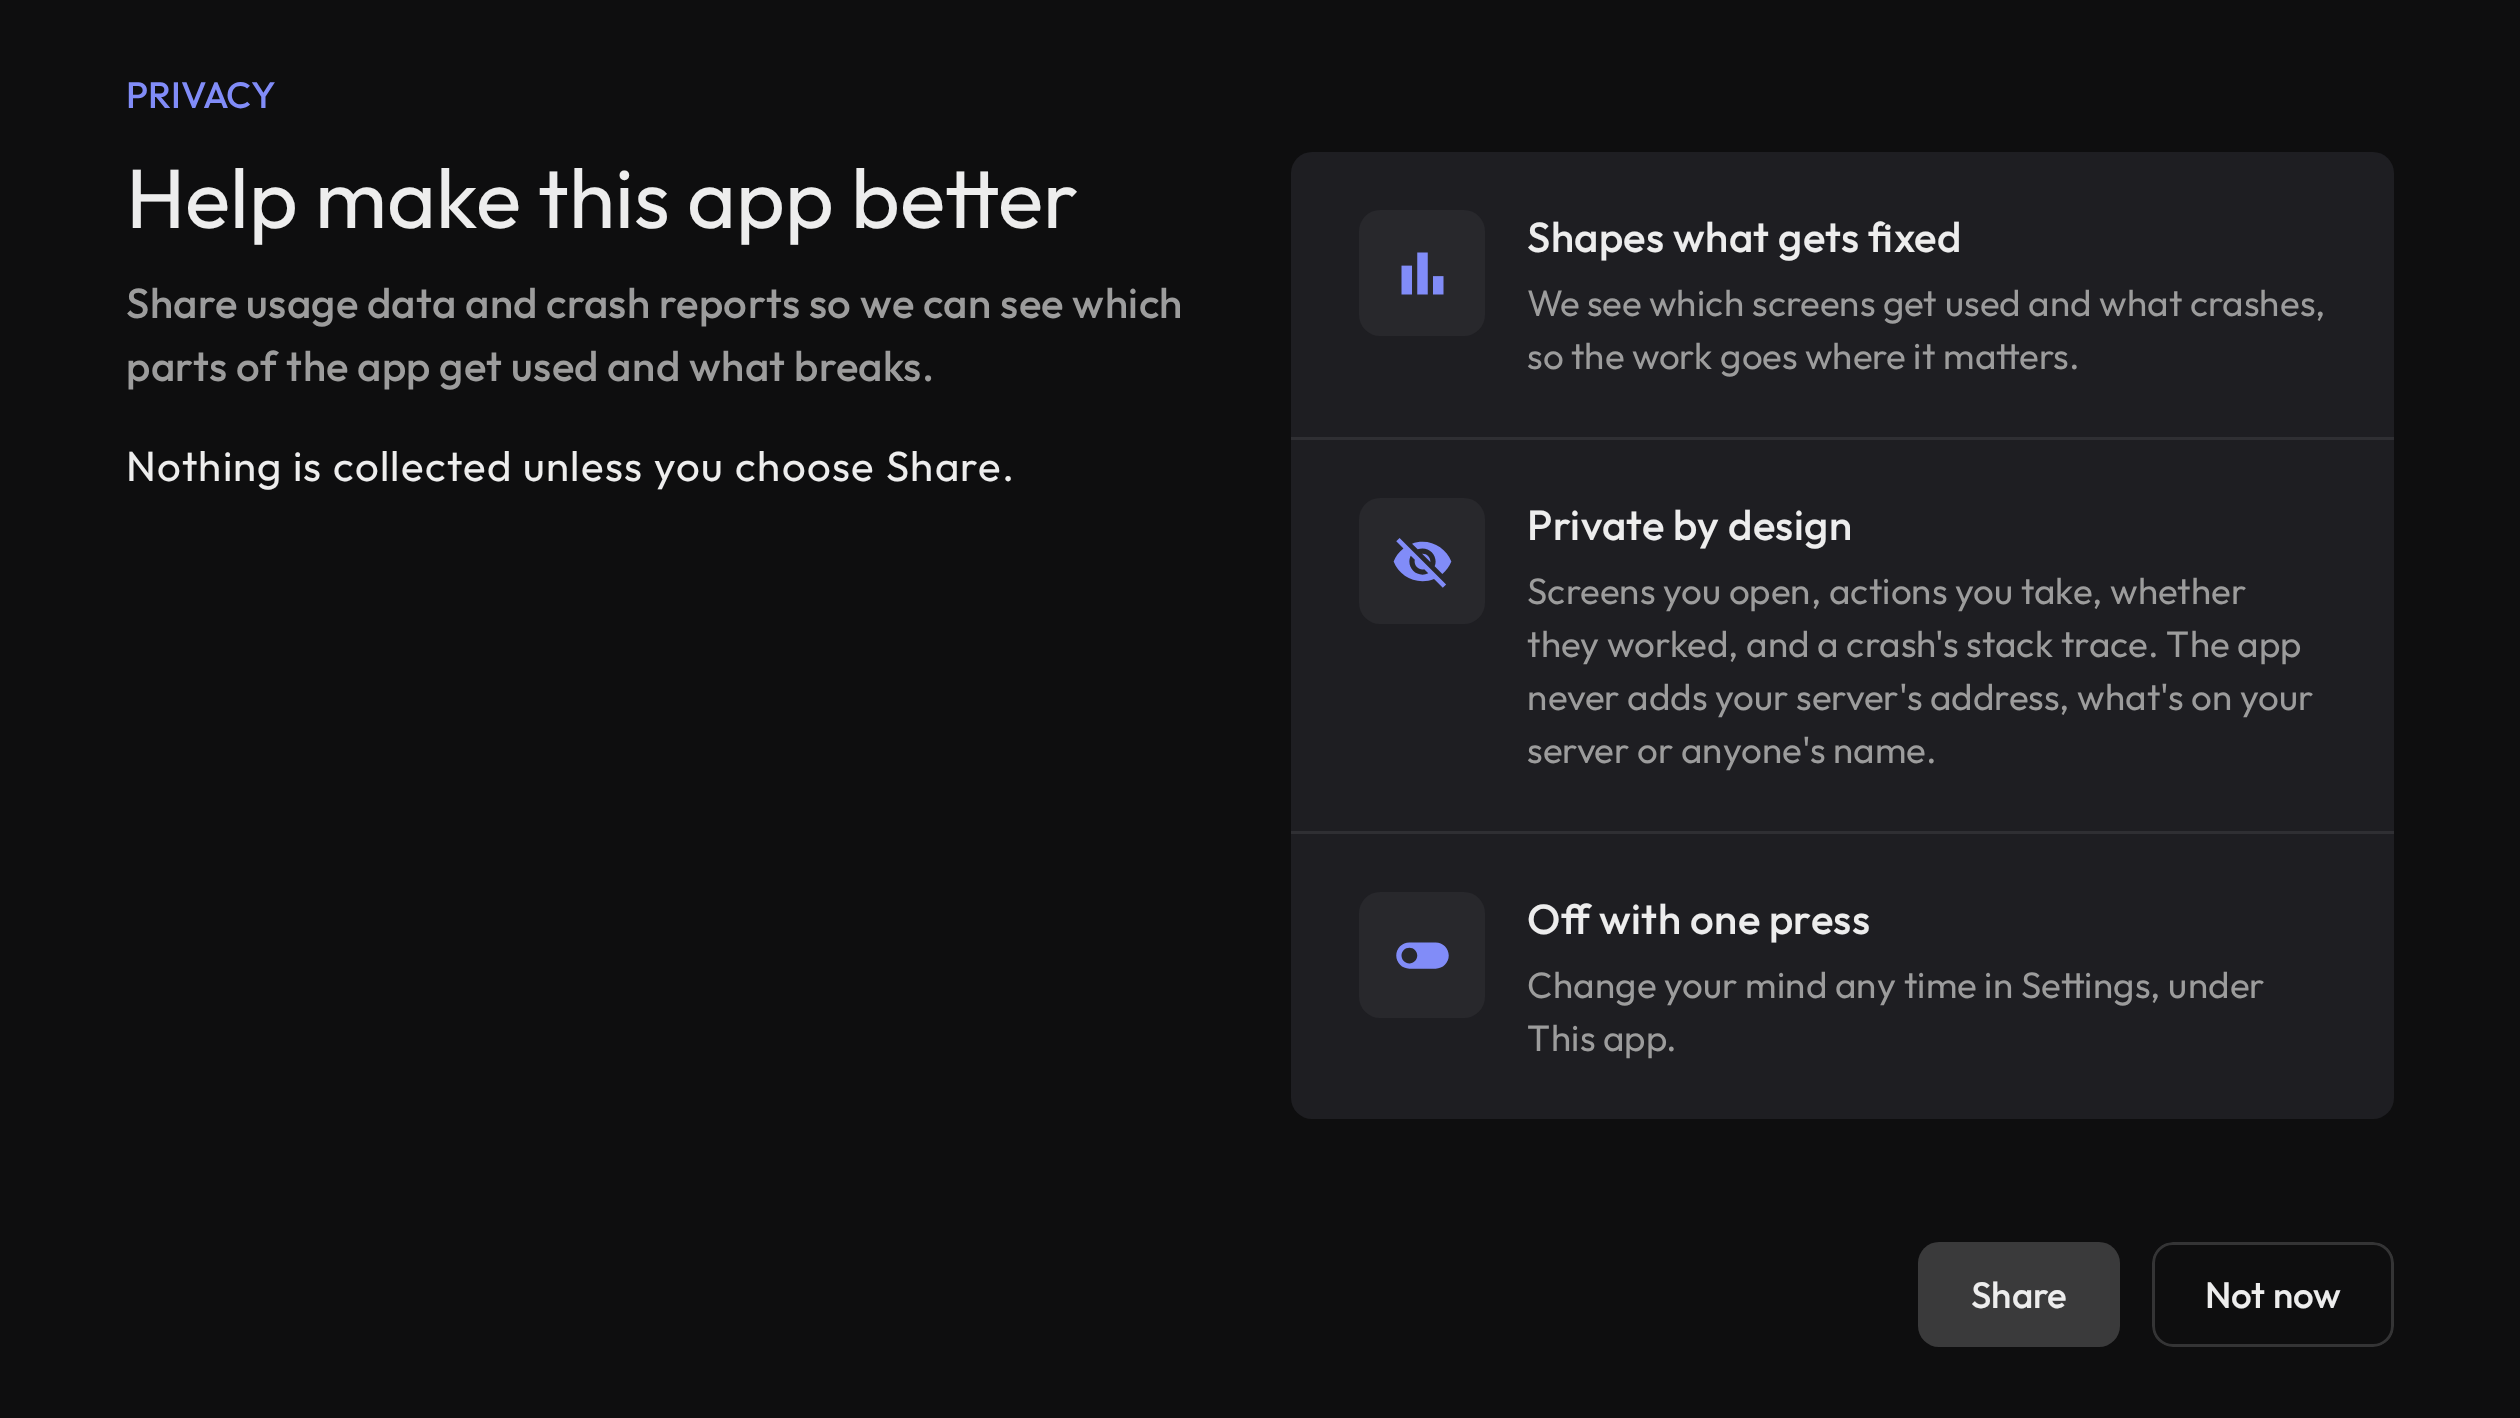 PRIVACY
Help make this app better
Share usage data and crash reports so we can see which
parts of the app get used and what breaks.
Nothing is collected unless you choose Share.
Shapes what gets fixed
We see which screens get used and what crashes,
so the work goes where it matters.
Private by design
Screens you open, actions you take, whether
they worked, and a crash's stack trace. The app
never adds your server's address, what's on your
server or anyone's name.
Off with one press
Change your mind any time in Settings, under
This app.
Share
Not now